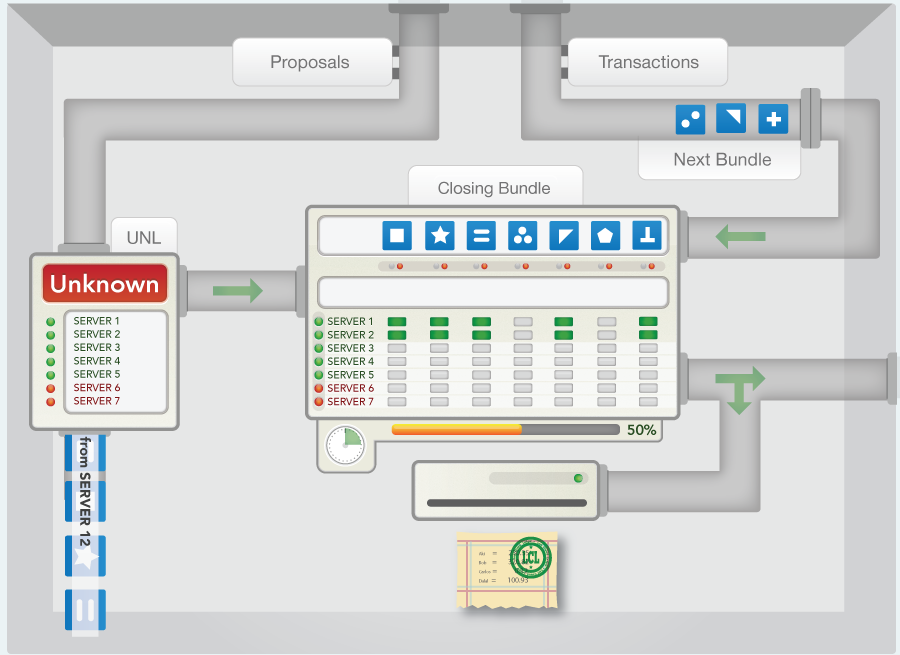 Proposals
Transactions
Next Bundle
Closing Bundle
UNL
Unknown
SERVER 1
SERVER 2
SERVER 3
SERVER 4
SERVER 5
SERVER 6
SERVER 7
SERVER 1
SERVER 2
SERVER 3
SERVER 4
SERVER 5
SERVER 6
SERVER 7
50%
from SERVER 12
LCL
100.95